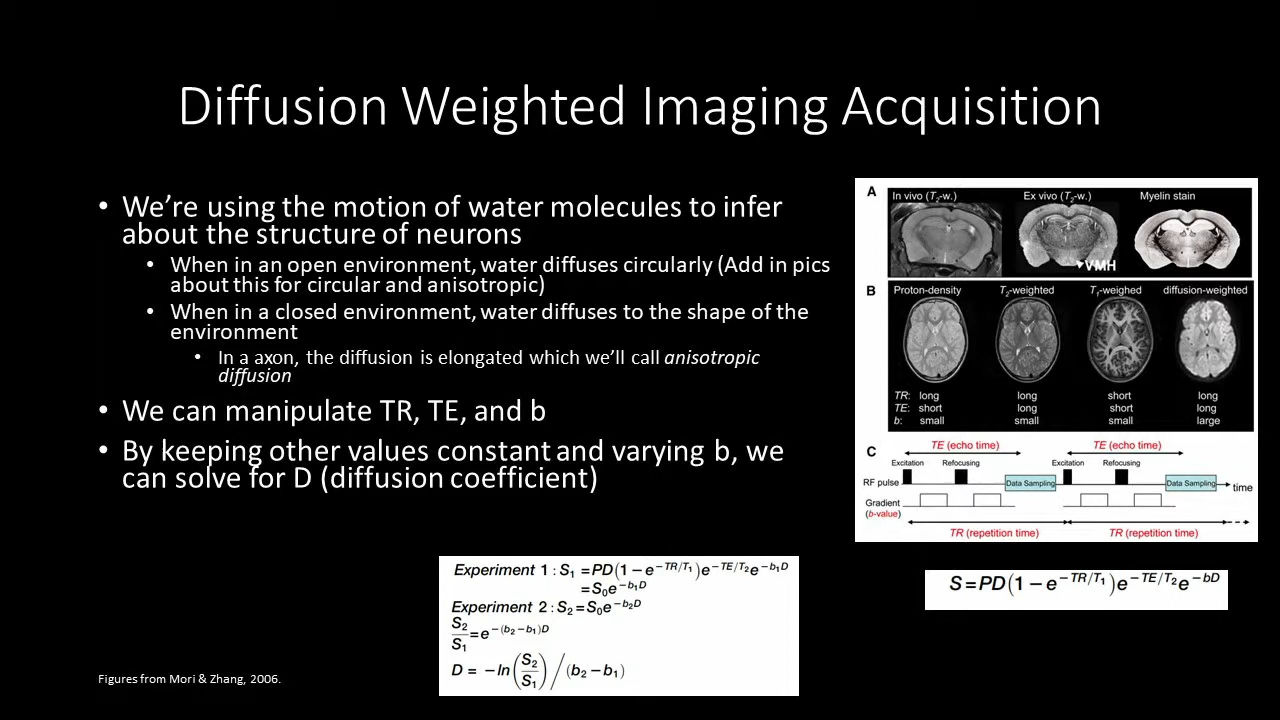 Diffusion Weighted Imaging Acquisition
• We’re using the motion of water molecules to infer
about the structure of neurons
• When in an open environment, water diffuses circularly (Add in pics
about this for circular and anisotropic)
• When in a closed environment, water diffuses to the shape of the
environment
• In a axon, the diffusion is elongated which we’ll call anisotropic
diffusion
• We can manipulate TR, TE, and b
• By keeping other values constant and varying b, we
can solve for D (diffusion coefficient)
A
In vivo (T₂-w.) Ex vivo (T₂-w.) Myelin stain
VMH
B
Proton-density T₂-weighted T₁-weighed diffusion-weighted
TR: long long short long
TE: short long short long
b: small small small large
C
TE (echo time) TE (echo time)
Excitation Refocusing Excitation Refocusing
RF pulse Data Sampling Data Sampling time
Gradient
(b-value)
TR (repetition time) TR (repetition time)
Experiment 1 : S₁ = PD(1 − e^−TR/T₁)e^−TE/T₂e^−b₁D
= S₀e^−b₁D
Experiment 2 : S₂ = S₀e^−b₂D
S₂/S₁ = e^−(b₂−b₁)D
D = −ln(S₂/S₁)/(b₂−b₁)
S = PD(1 − e^−TR/T₁)e^−TE/T₂e^−bD
Figures from Mori & Zhang, 2006.